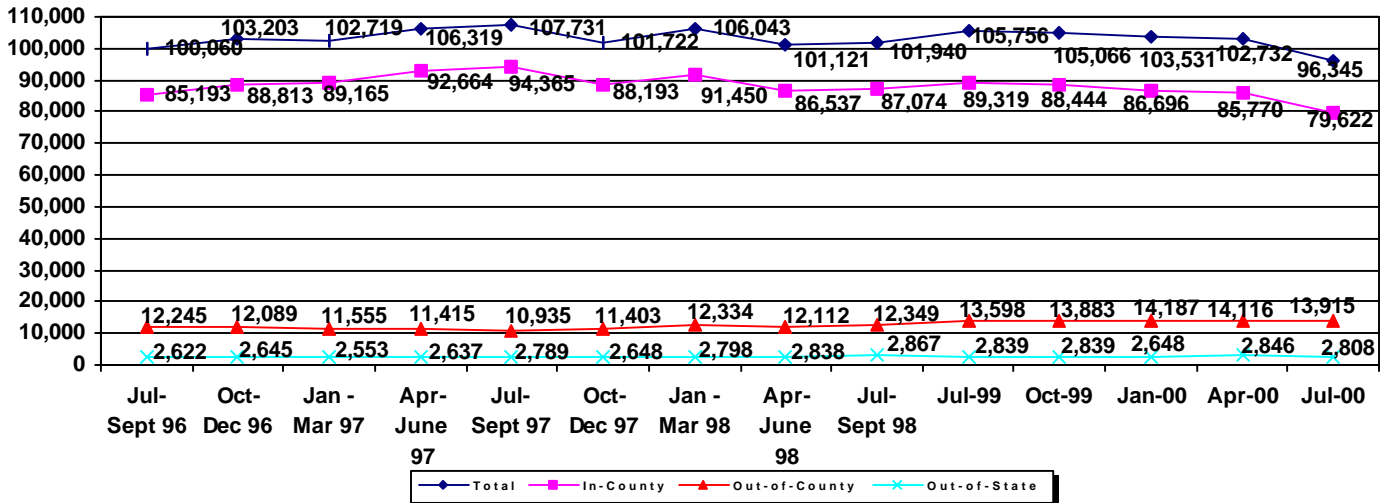 110,000
100,000
90,000
80,000
70,000
60,000
50,000
40,000
30,000
20,000
10,000
0
100,060 103,203 102,719 106,319 107,731 101,722 106,043 101,121 101,940 105,756 105,066 103,531 102,732 96,345
85,193 88,813 89,165 92,664 94,365 88,193 91,450 86,537 87,074 89,319 88,444 86,696 85,770 79,622
12,245 12,089 11,555 11,415 10,935 11,403 12,334 12,112 12,349 13,598 13,883 14,187 14,116 13,915
2,622 2,645 2,553 2,637 2,789 2,648 2,798 2,838 2,867 2,839 2,839 2,648 2,846 2,808
Jul- Oct- Jan - Apr- Jul- Oct- Jan - Apr- Jul- Jul-99 Oct-99 Jan-00 Apr-00 Jul-00
Sept 96 Dec 96 Mar 97 June Sept 97 Dec 97 Mar 98 June Sept 98
97 98
Total In-County Out-of-County Out-of-State